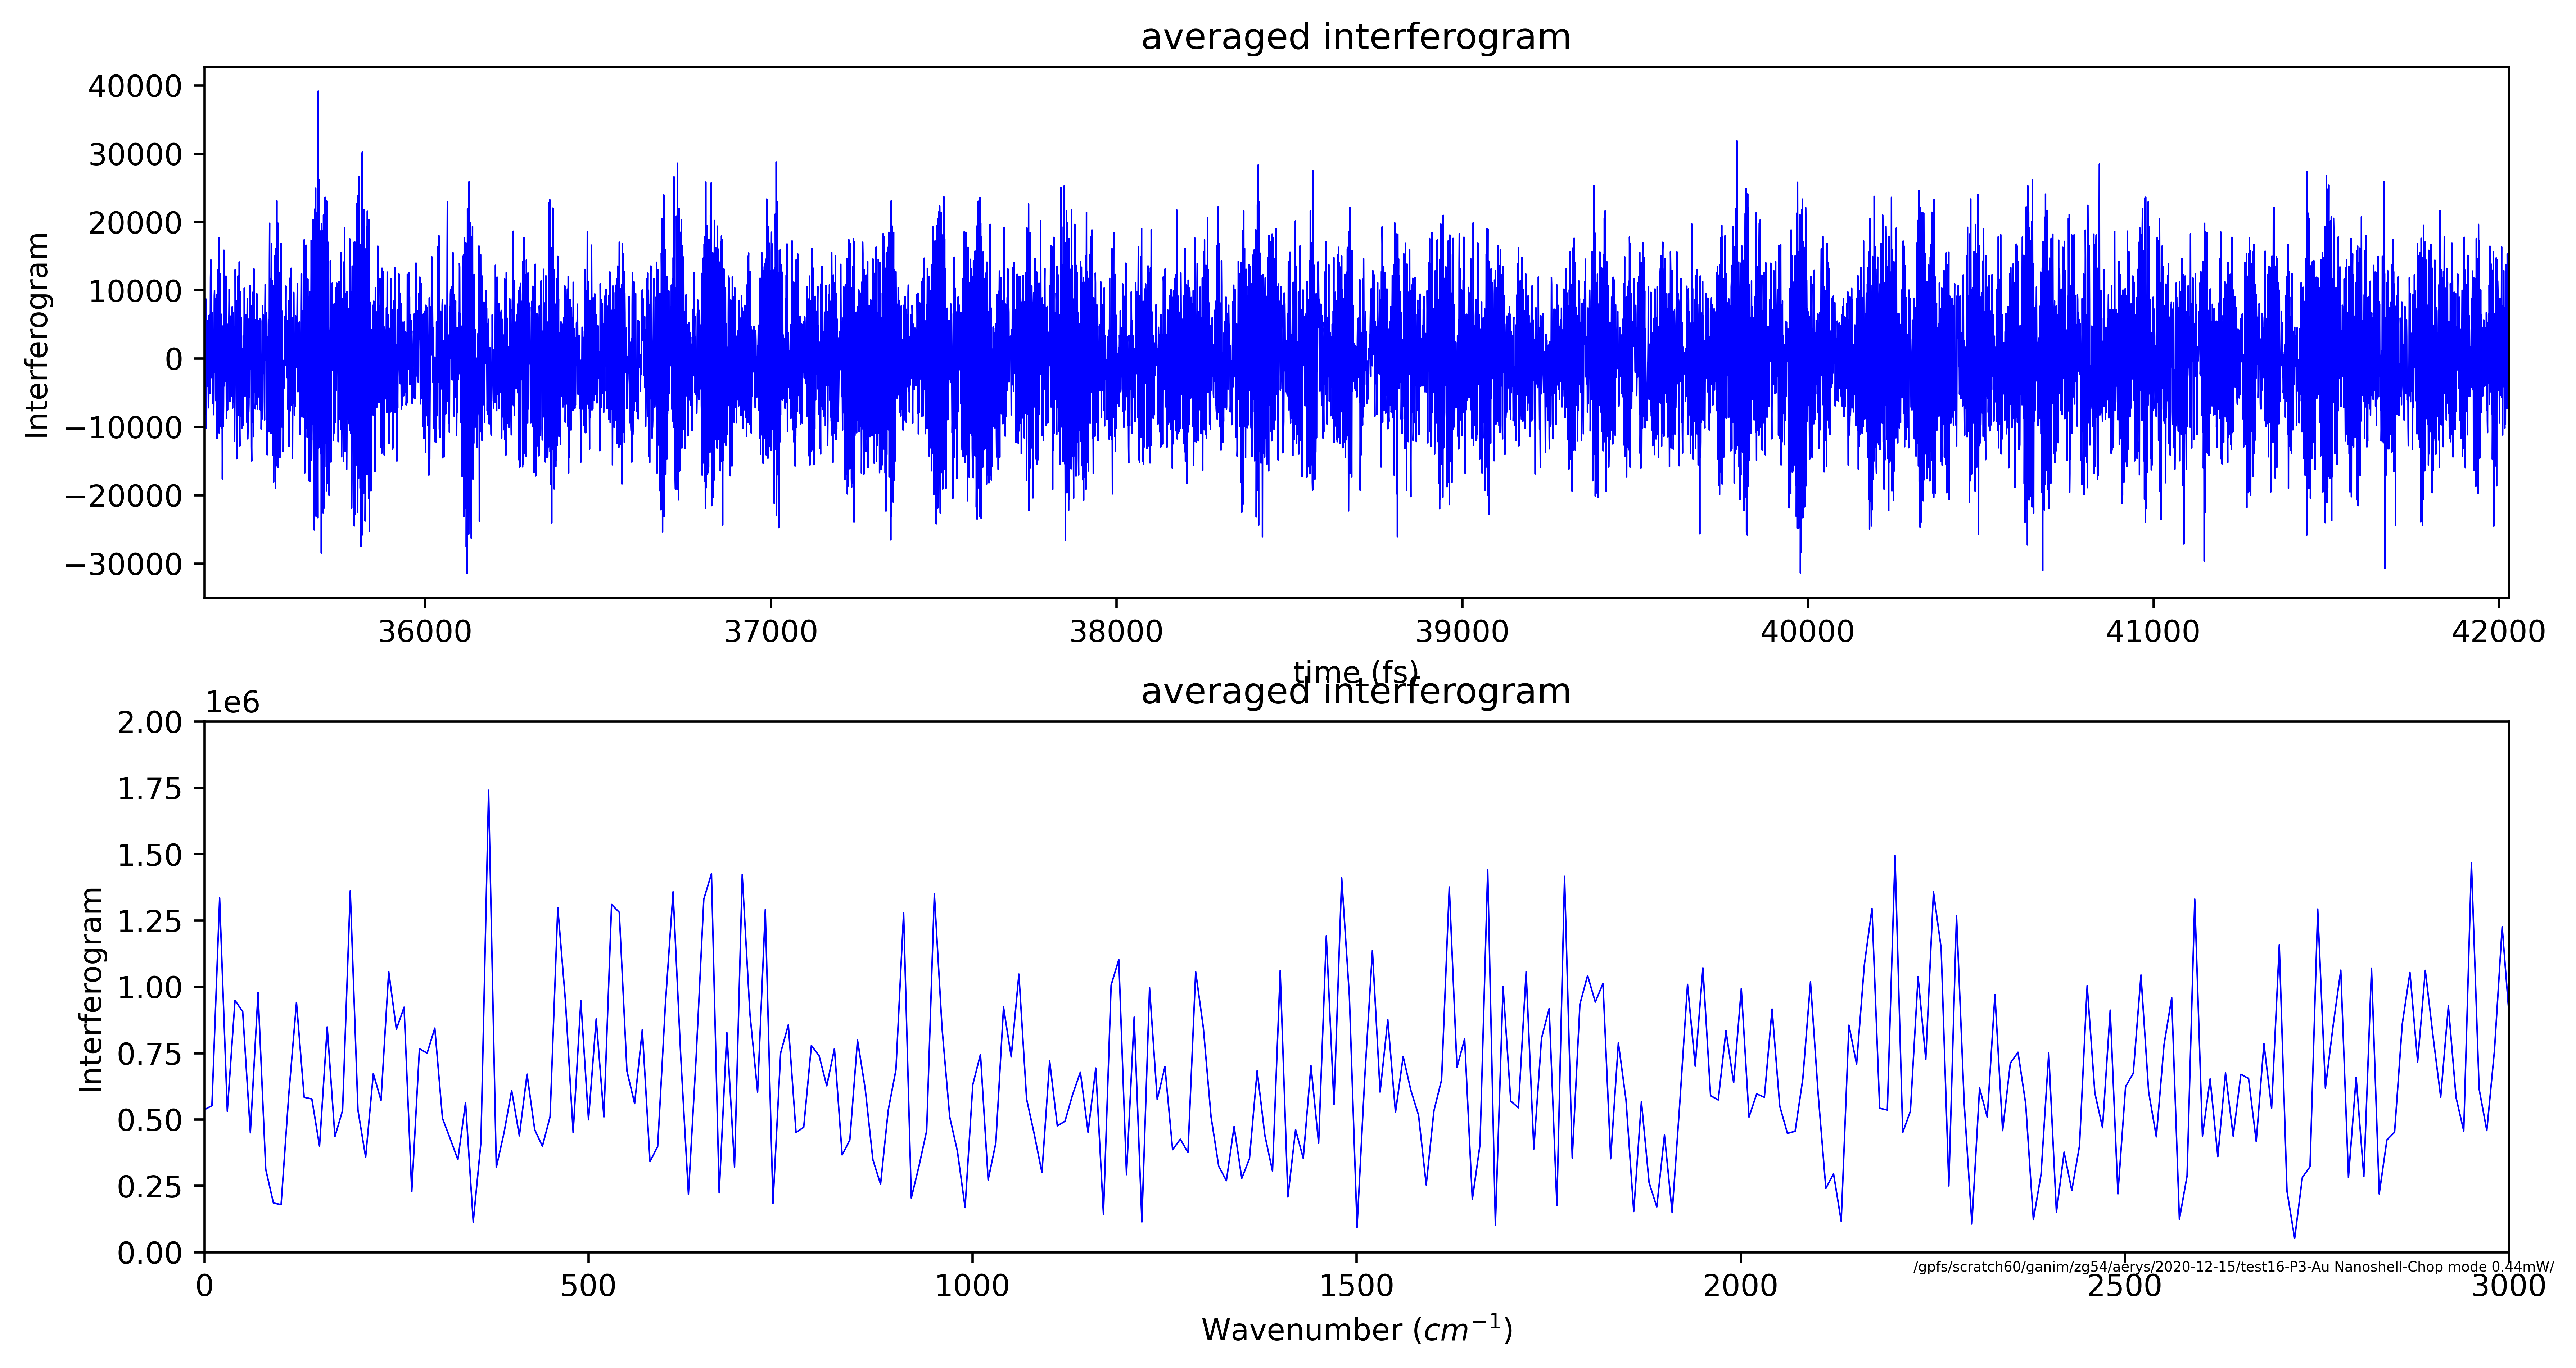 averaged interferogram
40000
30000
20000
10000
0
−10000
−20000
−30000
Interferogram
36000 37000 38000 39000 40000 41000 42000
time (fs)
averaged interferogram
1e6
2.00
1.75
1.50
1.25
1.00
0.75
0.50
0.25
0.00
Interferogram
/gpfs/scratch60/ganim/zg54/aerys/2020-12-15/test16-P3-Au Nanoshell-Chop mode 0.44mW/
0 500 1000 1500 2000 2500 3000
Wavenumber (cm⁻¹)